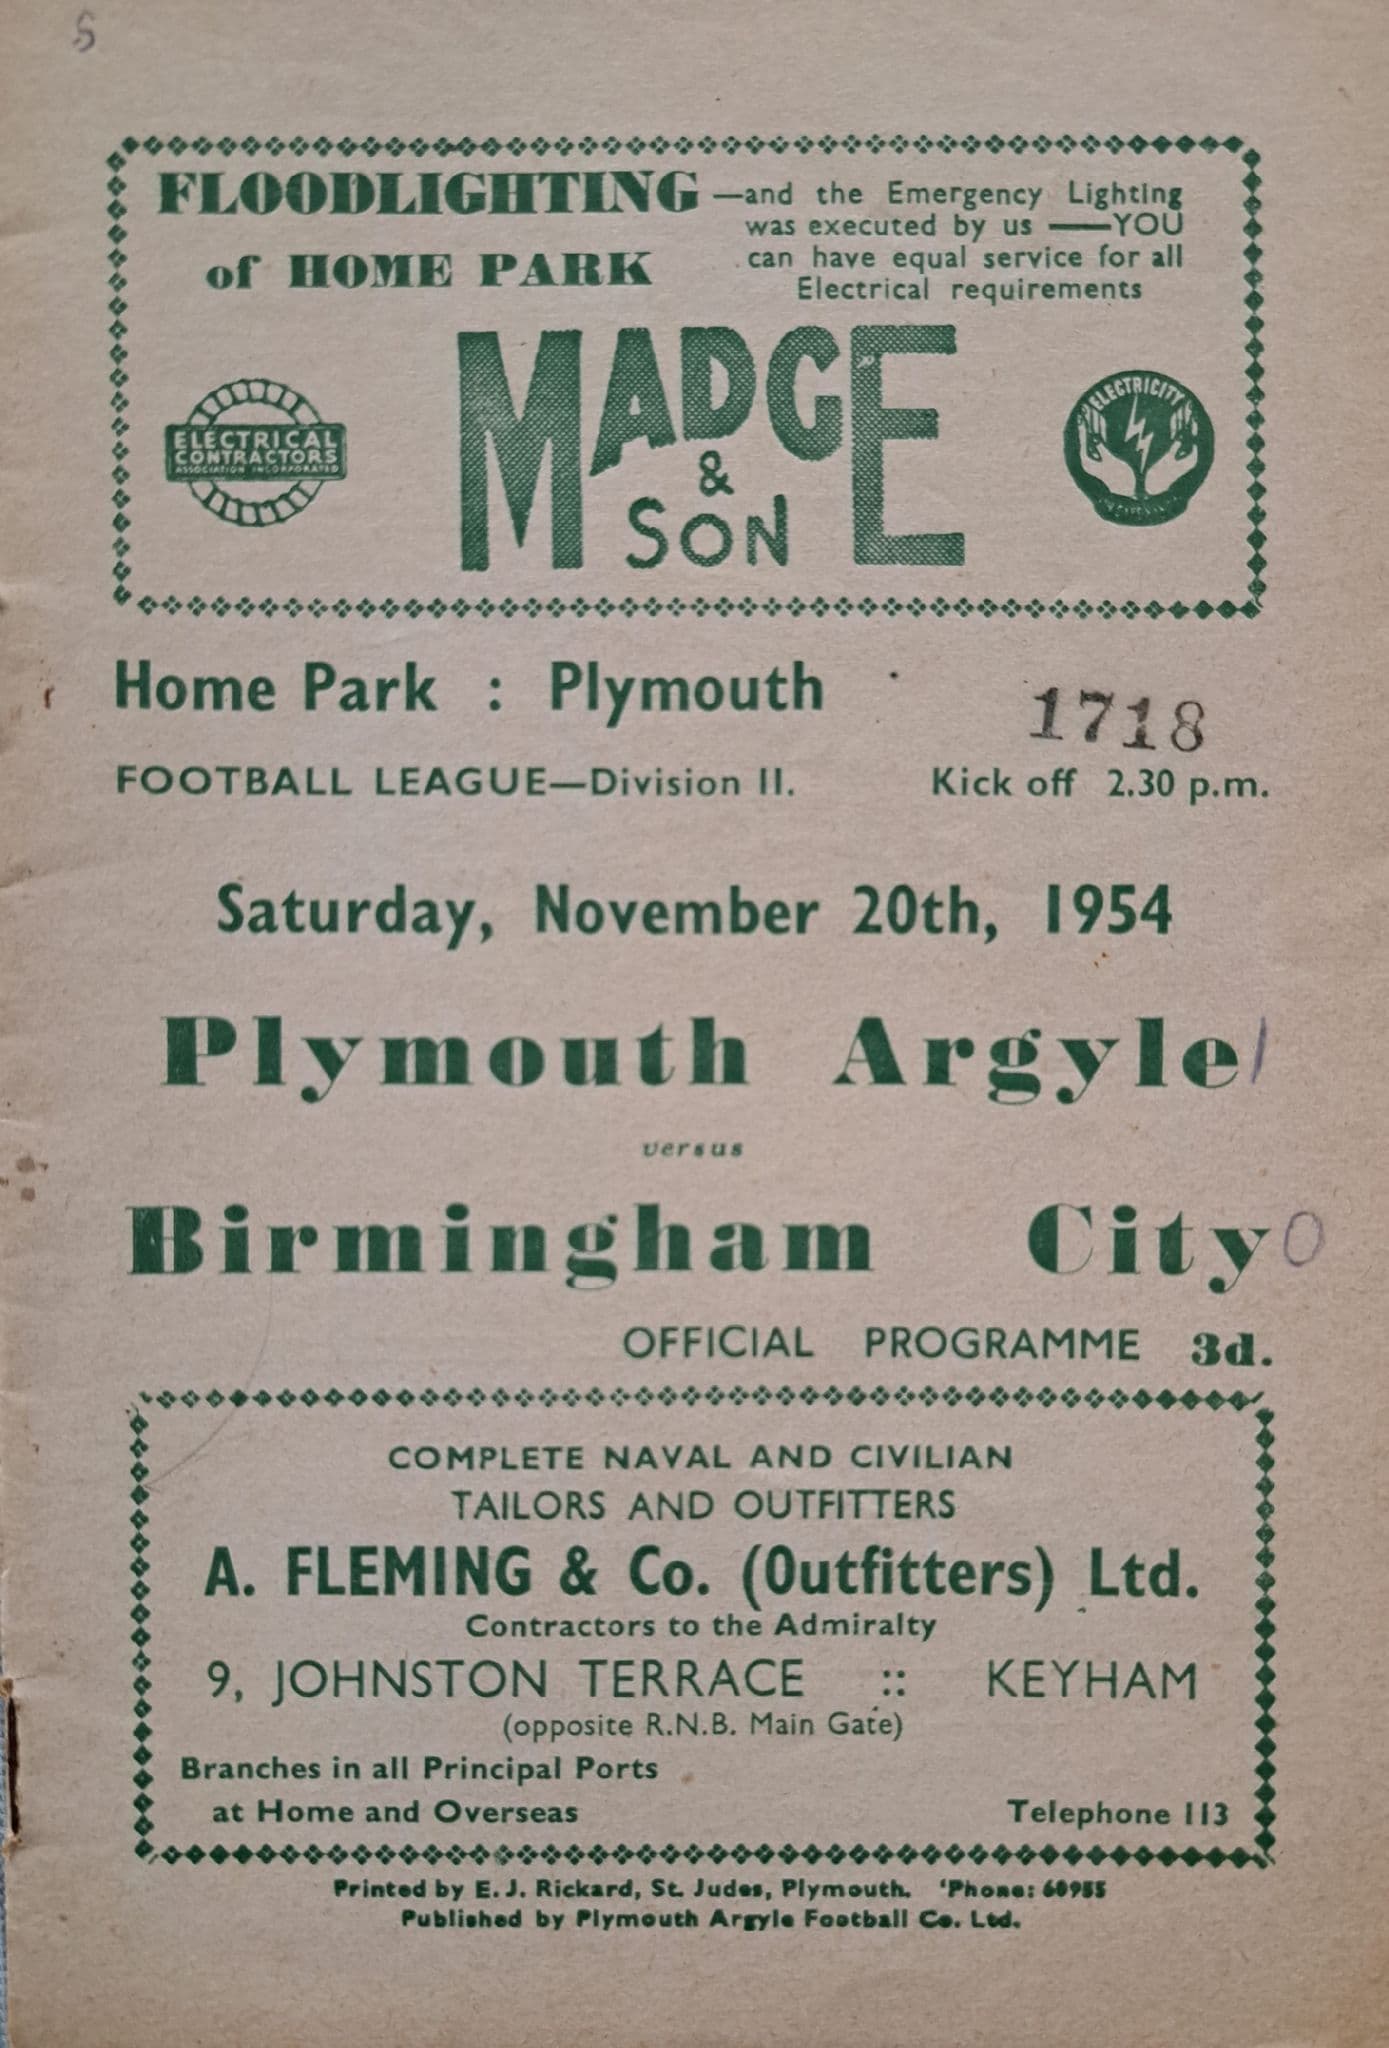 S
FLOODLIGHTING —and the Emergency Lighting
was executed by us —YOU
of HOME PARK can have equal service for all
Electrical requirements
MADGE
& SON
ELECTRICAL
CONTRACTORS
ASSOCIATION INCORPORATED
ELECTRICITY
Home Park : Plymouth
1718
FOOTBALL LEAGUE—Division II. Kick off 2.30 p.m.
Saturday, November 20th, 1954
Plymouth Argyle 1
versus
Birmingham City 0
OFFICIAL PROGRAMME 3d.
COMPLETE NAVAL AND CIVILIAN
TAILORS AND OUTFITTERS
A. FLEMING & Co. (Outfitters) Ltd.
Contractors to the Admiralty
9, JOHNSTON TERRACE :: KEYHAM
(opposite R.N.B. Main Gate)
Branches in all Principal Ports
at Home and Overseas Telephone 113
Printed by E. J. Rickard, St. Judes, Plymouth. 'Phone: 60955
Published by Plymouth Argyle Football Co. Ltd.